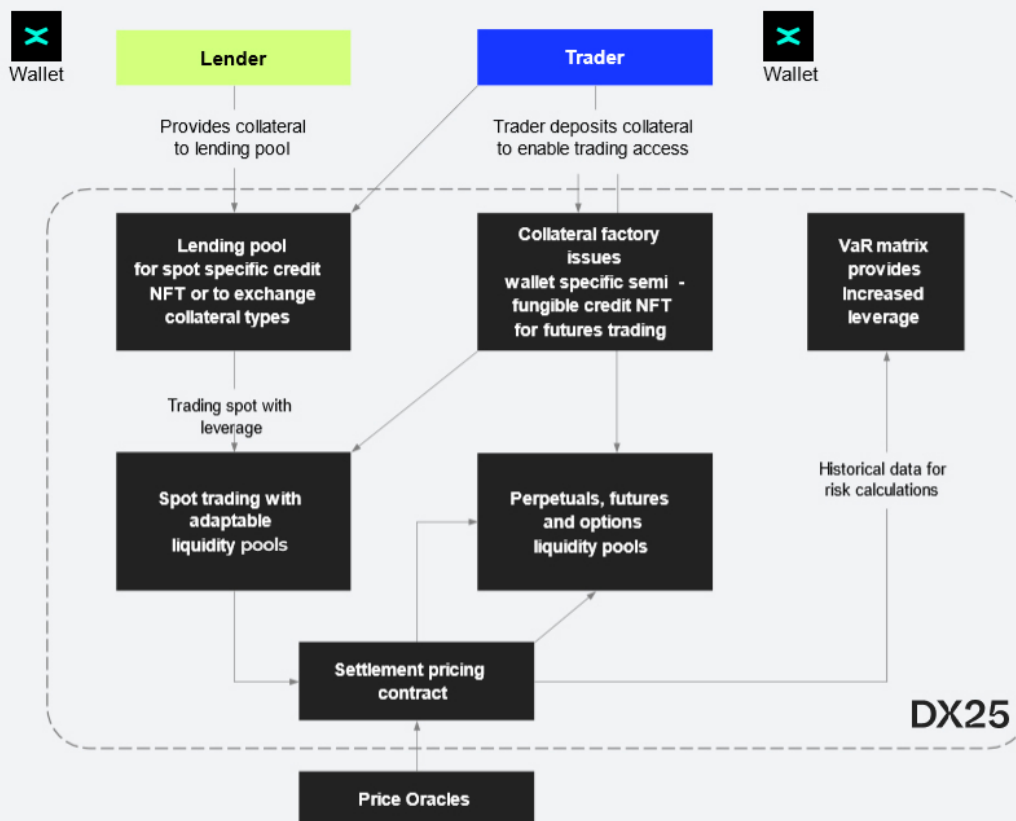 Wallet
Lender
Trader
Wallet
Provides collateral
to lending pool
Trader deposits collateral
to enable trading access
Lending pool
for spot specific credit
NFT or to exchange
collateral types
Collateral factory
issues
wallet specific semi -
fungible credit NFT
for futures trading
VaR matrix
provides
Increased
leverage
Trading spot with
leverage
Historical data for
risk calculations
Spot trading with
adaptable
liquidity pools
Perpetuals, futures
and options
liquidity pools
Settlement pricing
contract
DX25
Price Oracles